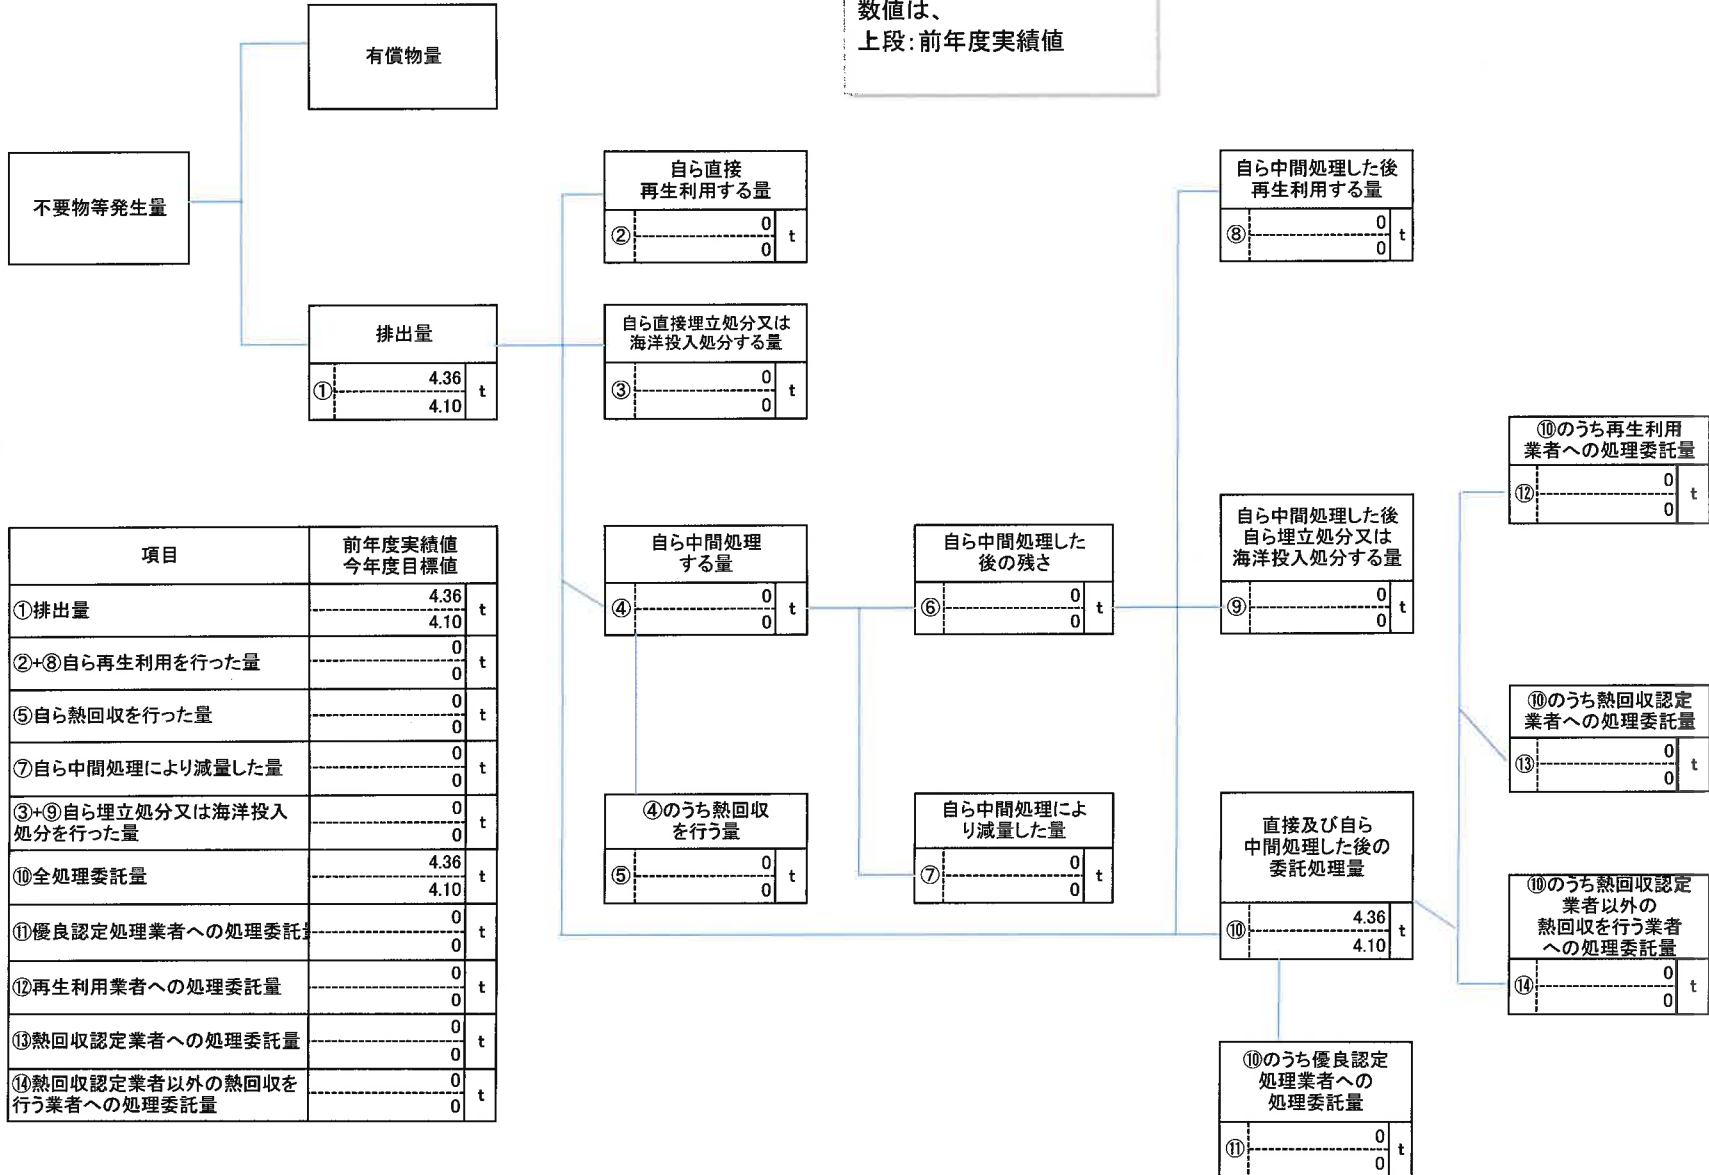 数値は、
上段：前年度実績値
有償物量
不要物等発生量
排出量
① 4.36 t
4.10
自ら直接
再生利用する量
② 0 t
0
自ら直接埋立処分又は
海洋投入処分する量
③ 0 t
0
自ら中間処理
する量
④ 0 t
0
④のうち熱回収
を行う量
⑤ 0 t
0
自ら中間処理した
後の残さ
⑥ 0 t
0
自ら中間処理によ
り減量した量
⑦ 0 t
0
自ら中間処理した後
再生利用する量
⑧ 0 t
0
自ら中間処理した後
自ら埋立処分又は
海洋投入処分する量
⑨ 0 t
0
直接及び自ら
中間処理した後の
委託処理量
⑩ 4.36 t
4.10
⑩のうち優良認定
処理業者への
処理委託量
⑪ 0 t
0
⑩のうち再生利用
業者への処理委託量
⑫ 0 t
0
⑩のうち熱回収認定
業者への処理委託量
⑬ 0 t
0
⑩のうち熱回収認定
業者以外の
熱回収を行う業者
への処理委託量
⑭ 0 t
0
項目 前年度実績値
今年度目標値
①排出量 4.36 t
4.10
②+⑧自ら再生利用を行った量 0 t
0
⑤自ら熱回収を行った量 0 t
0
⑦自ら中間処理により減量した量 0 t
0
③+⑨自ら埋立処分又は海洋投入
処分を行った量 0 t
0
⑩全処理委託量 4.36 t
4.10
⑪優良認定処理業者への処理委託 0 t
0
⑫再生利用業者への処理委託量 0 t
0
⑬熱回収認定業者への処理委託量 0 t
0
⑭熱回収認定業者以外の熱回収を
行う業者への処理委託量 0 t
0